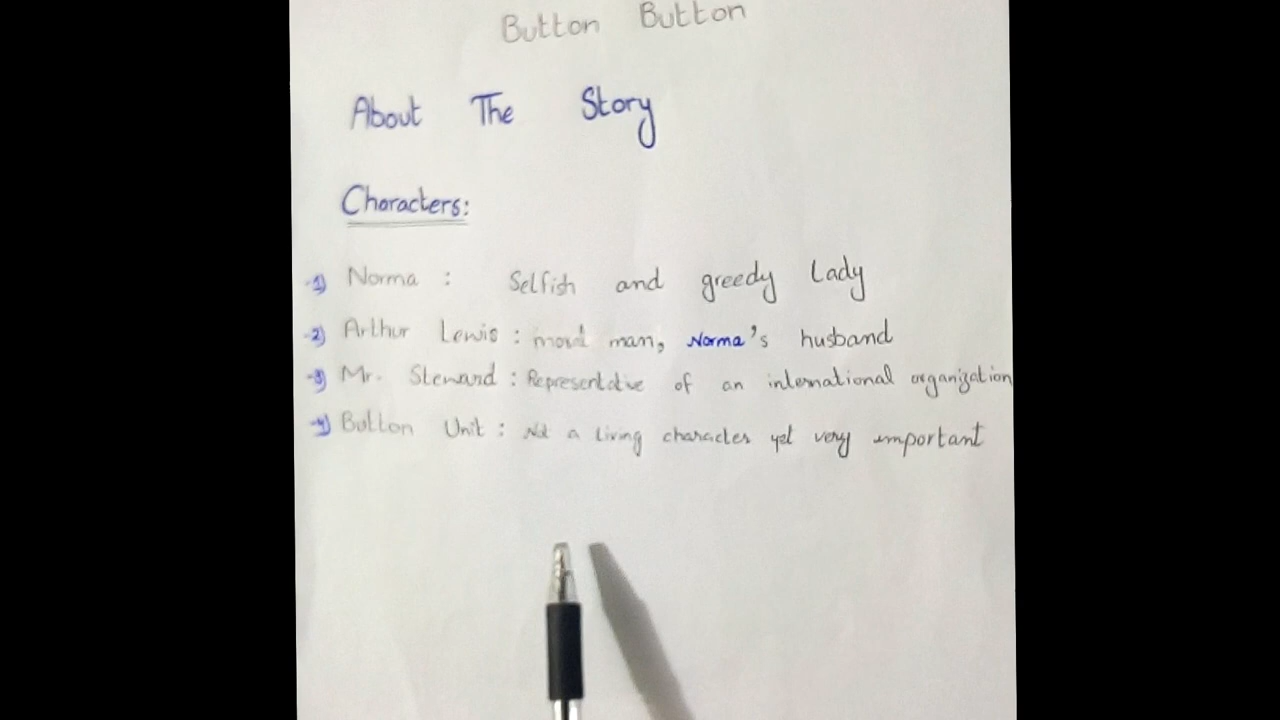 Button Button
About The Story
Characters:
1) Norma : Selfish and greedy Lady
2) Arthur Lewis : moral man, Norma's husband
3) Mr. Steward : Representative of an international organization
4) Button Unit : Not a living character yet very important